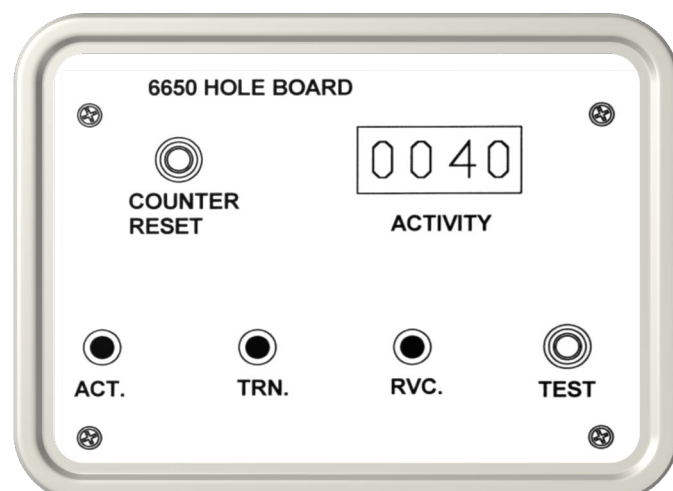 6650 HOLE BOARD
0040
COUNTER
RESET
ACTIVITY
ACT.
TRN.
RVC.
TEST